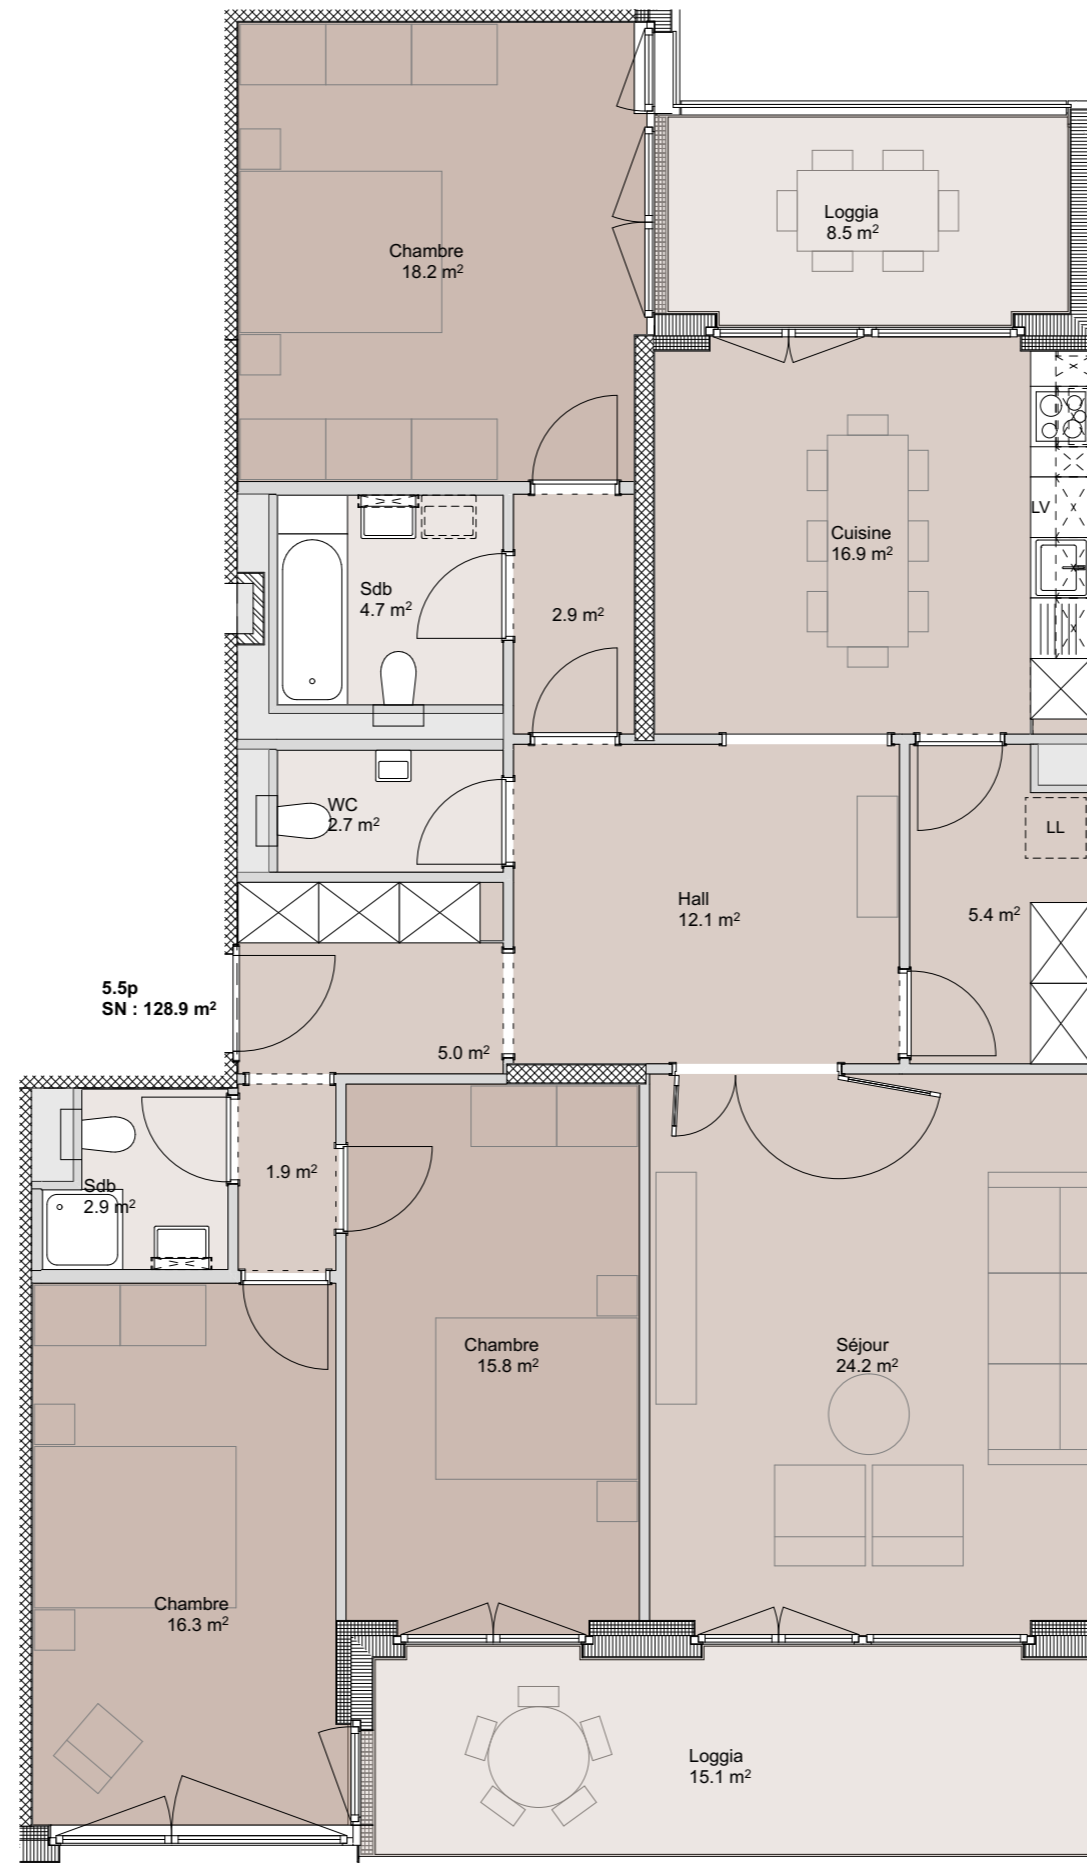 Loggia
8.5 m²
Chambre
18.2 m²
Cuisine
16.9 m²
LV
Sdb
4.7 m²
2.9 m²
WC
2.7 m²
LL
Hall
12.1 m²
5.4 m²
5.5p
SN : 128.9 m²
5.0 m²
1.9 m²
Sdb
2.9 m²
Chambre
15.8 m²
Séjour
24.2 m²
Chambre
16.3 m²
Loggia
15.1 m²